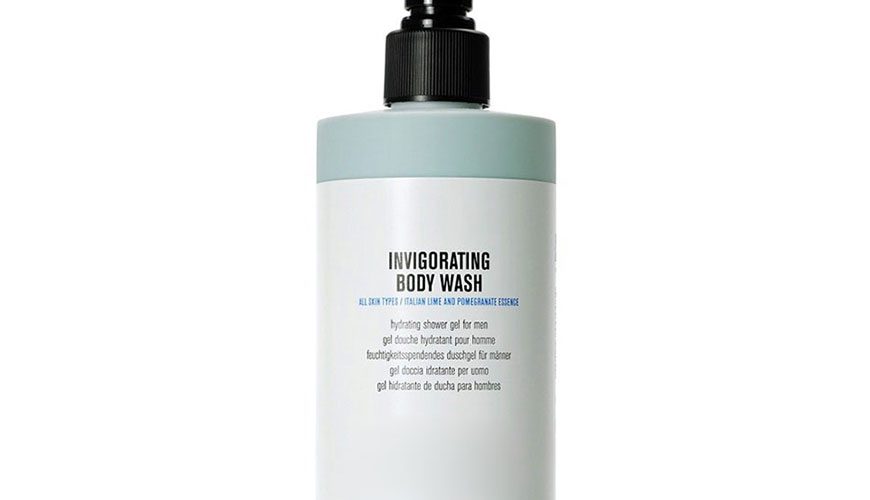 INVIGORATING
BODY WASH
ALL SKIN TYPES / ITALIAN LIME AND POMEGRANATE ESSENCE
hydrating shower gel for men
gel douche hydratant pour homme
feuchtigkeitsspendendes duschgel für männer
gel doccia idratante per uomo
gel hidratante de ducha para hombres